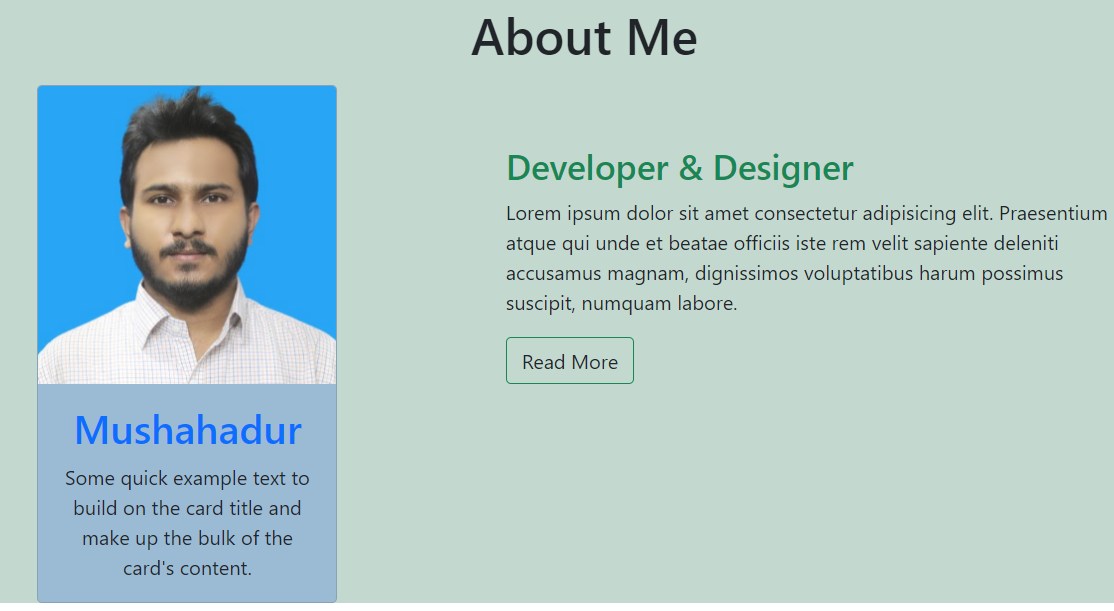 About Me
Developer & Designer
Lorem ipsum dolor sit amet consectetur adipisicing elit. Praesentium
atque qui unde et beatae officiis iste rem velit sapiente deleniti
accusamus magnam, dignissimos voluptatibus harum possimus
suscipit, numquam labore.
Read More
Mushahadur
Some quick example text to
build on the card title and
make up the bulk of the
card's content.